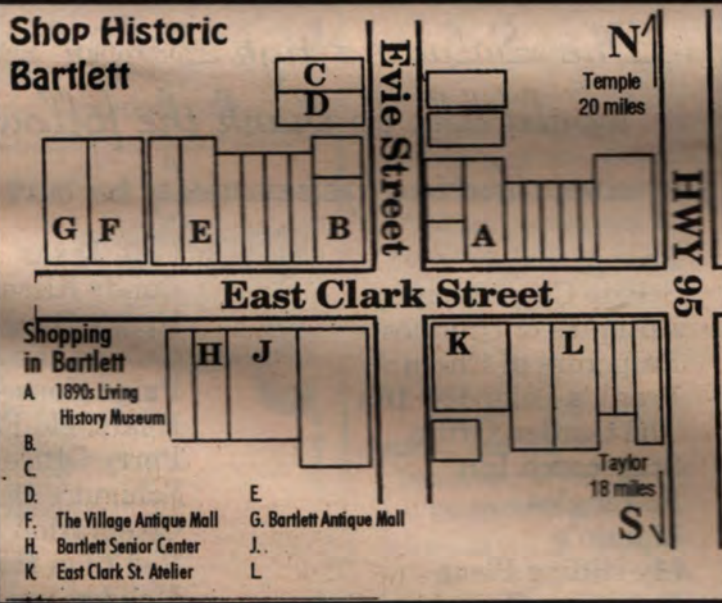 Shop Historic
Bartlett
C
D
Evie Street
N
Temple
20 miles
HWY 95
G F E B A
East Clark Street
H J K L
Shopping
in Bartlett
A. 1890s Living
History Museum
B.
C.
D. E.
F. The Village Antique Mall G. Bartlett Antique Mall
H. Bartlett Senior Center J.
K. East Clark St. Atelier L.
Taylor
18 miles
S